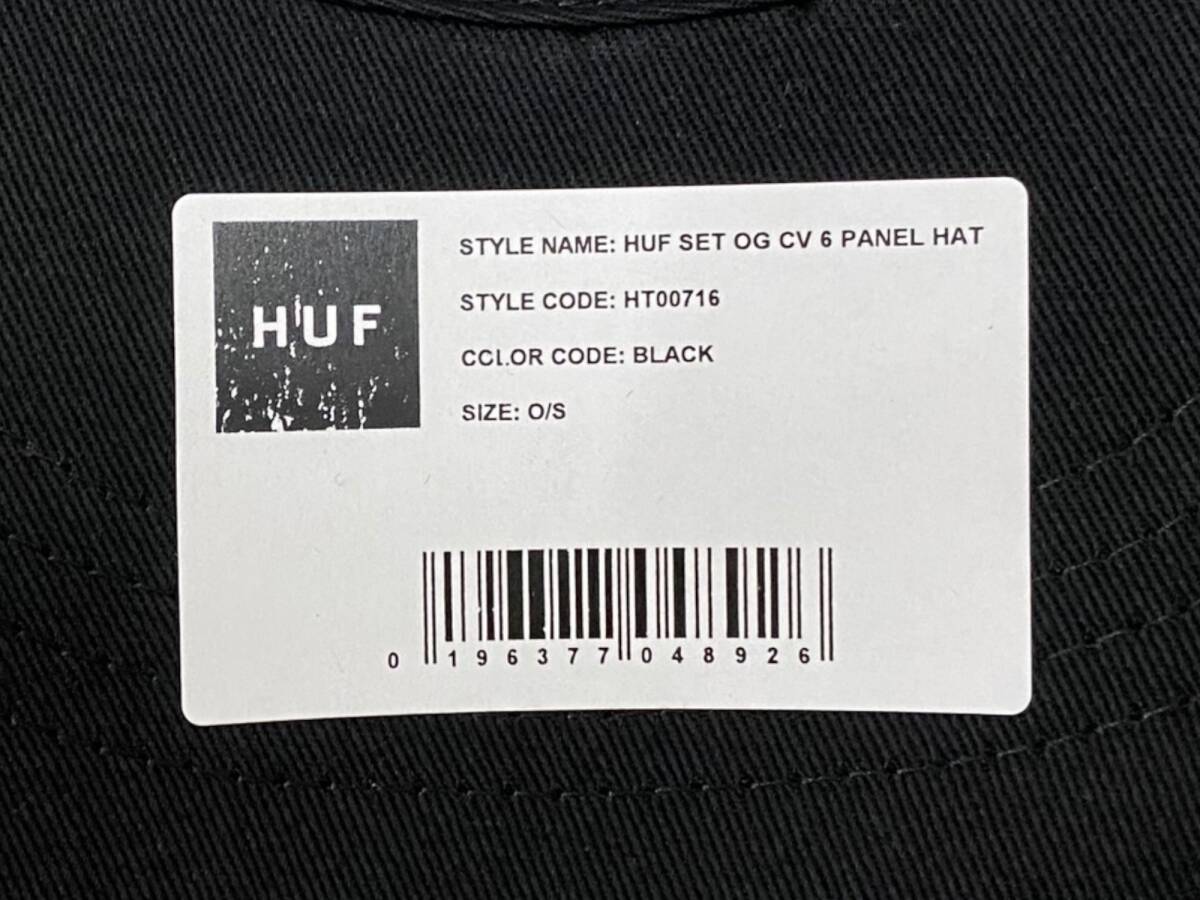 HUF
STYLE NAME: HUF SET OG CV 6 PANEL HAT
STYLE CODE: HT00716
COLOR CODE: BLACK
SIZE: O/S
0 196377 048926